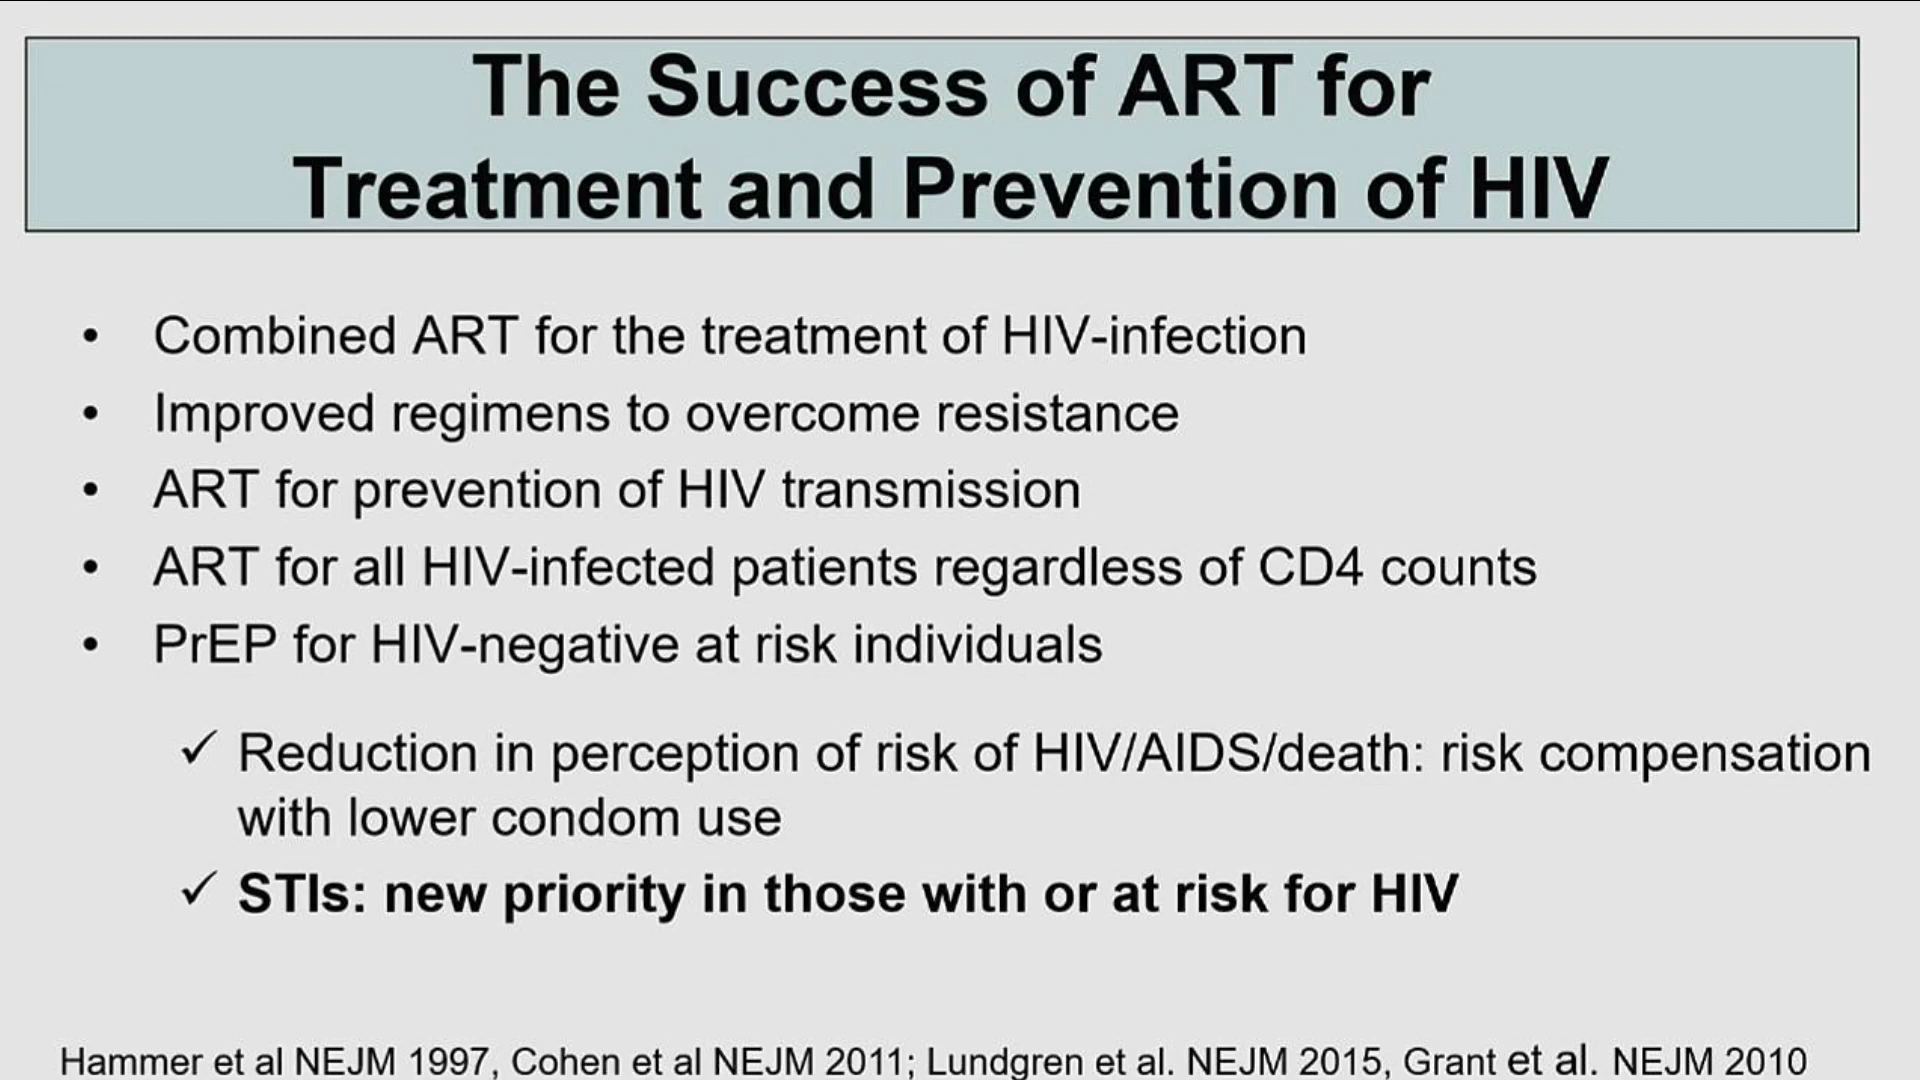 The Success of ART for
Treatment and Prevention of HIV
• Combined ART for the treatment of HIV-infection
• Improved regimens to overcome resistance
• ART for prevention of HIV transmission
• ART for all HIV-infected patients regardless of CD4 counts
• PrEP for HIV-negative at risk individuals
✓ Reduction in perception of risk of HIV/AIDS/death: risk compensation
with lower condom use
✓ STIs: new priority in those with or at risk for HIV
Hammer et al NEJM 1997, Cohen et al NEJM 2011; Lundgren et al. NEJM 2015, Grant et al. NEJM 2010